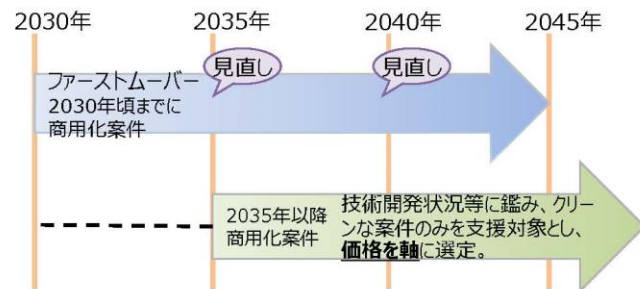 2030年
2035年
2040年
2045年
ファーストムーバー
2030年頃までに
商用化案件
見直し
見直し
2035年以降
商用化案件
技術開発状況等に鑑み、クリー
ンな案件のみを支援対象とし、
価格を軸に選定。